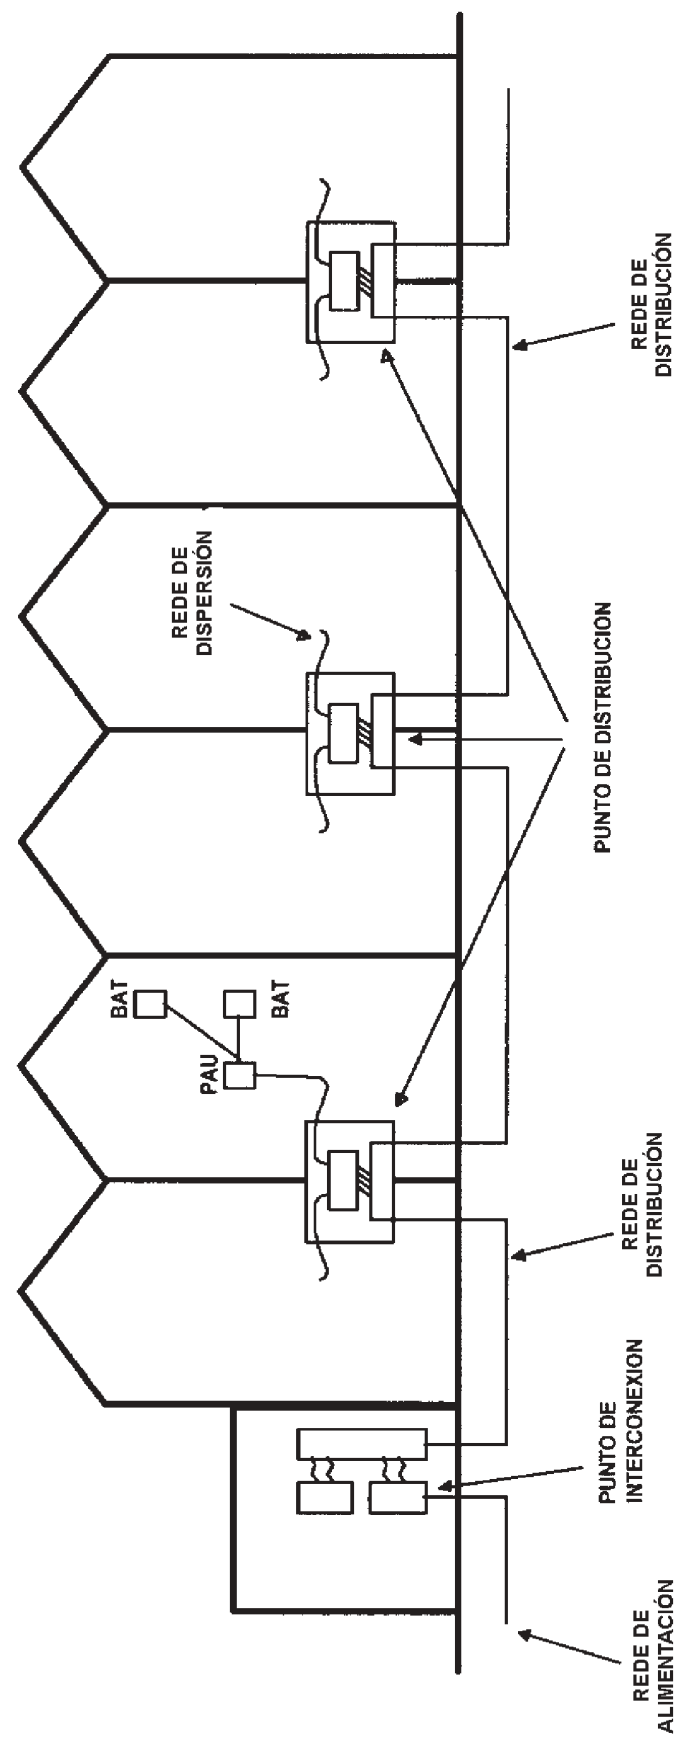 BAT
PAU
BAT
REDE DE
DISPERSIÓN
REDE DE
ALIMENTACIÓN
PUNTO DE
INTERCONEXION
REDE DE
DISTRIBUCIÓN
PUNTO DE DISTRIBUCION
REDE DE
DISTRIBUCIÓN